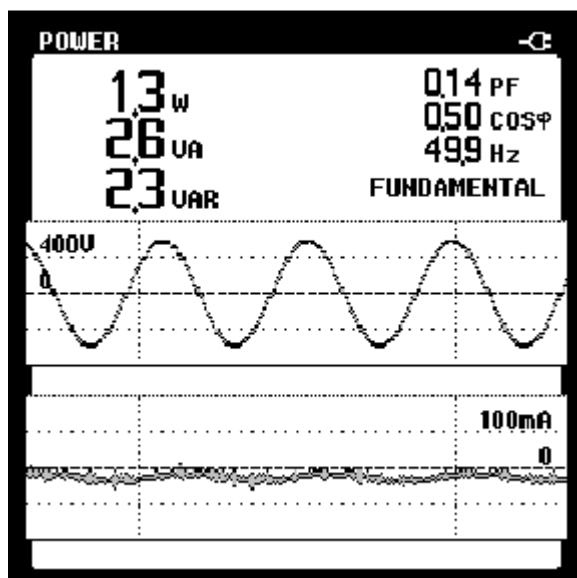 POWER
1,3 W
0,14 PF
2,6 VA
0,50 COSφ
2,3 VAR
49,9 Hz
FUNDAMENTAL
400V
0
100mA
0